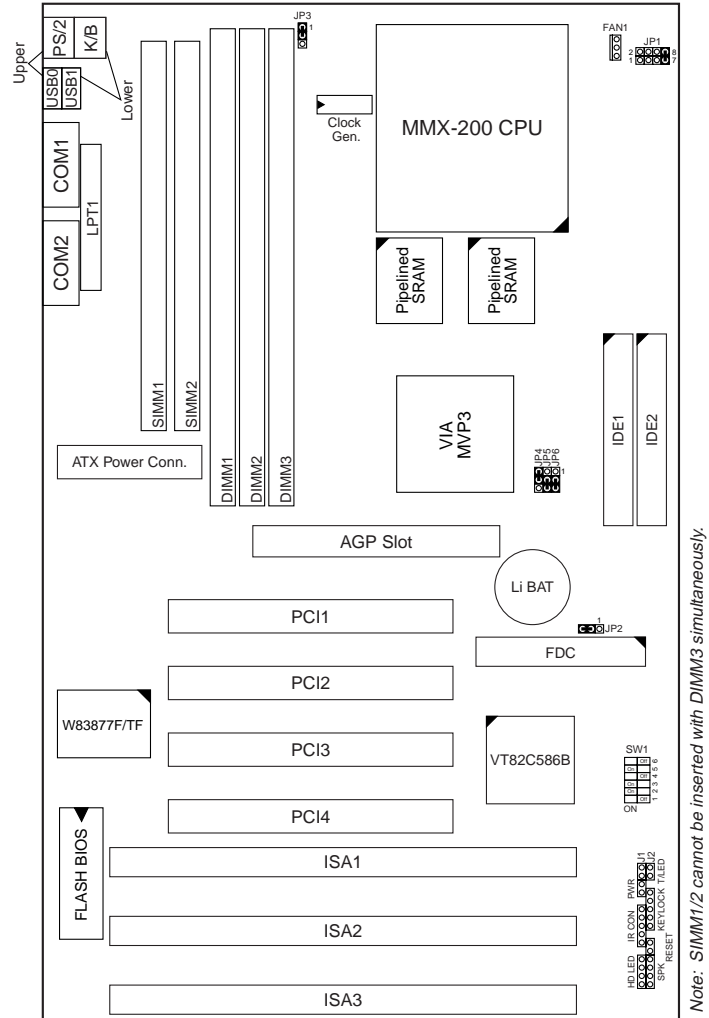 JP3
1
PS/2
K/B
Upper
USB0
USB1
Lower
FAN1
JP1
2
8
1
7
Clock
Gen.
MMX-200 CPU
COM1
LPT1
COM2
Pipelined
SRAM
Pipelined
SRAM
SIMM1
SIMM2
DIMM1
DIMM2
DIMM3
VIA
MVP3
IDE1
IDE2
ATX Power Conn.
JP4
JP5
JP6
1
AGP Slot
Li BAT
PCI1
1
JP2
FDC
PCI2
W83877F/TF
PCI3
VT82C586B
SW1
1 2 3 4 5 6
ON
PCI4
FLASH BIOS
ISA1
ISA2
ISA3
HD LED
IR CON
PWR
J1
J2
SPK
RESET
KEYLOCK
T/LED
Note: SIMM1/2 cannot be inserted with DIMM3 simultaneously.